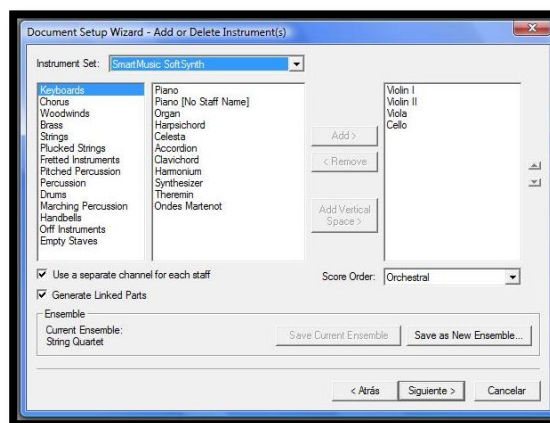 Document Setup Wizard - Add or Delete Instrument(s)
Instrument Set: SmartMusic SoftSynth
Keyboards
Chorus
Woodwinds
Brass
Strings
Plucked Strings
Fretted Instruments
Pitched Percussion
Percussion
Drums
Marching Percussion
Handbells
Orff Instruments
Empty Staves
Piano
Piano [No Staff Name]
Organ
Harpsichord
Celesta
Accordion
Clavichord
Harmonium
Synthesizer
Theremin
Ondes Martenot
Add >
< Remove
Add Vertical
Space >
Violin I
Violin II
Viola
Cello
Use a separate channel for each staff
Score Order: Orchestral
Generate Linked Parts
Ensemble
Current Ensemble:
String Quartet
Save Current Ensemble
Save as New Ensemble...
< Atrás
Siguiente >
Cancelar